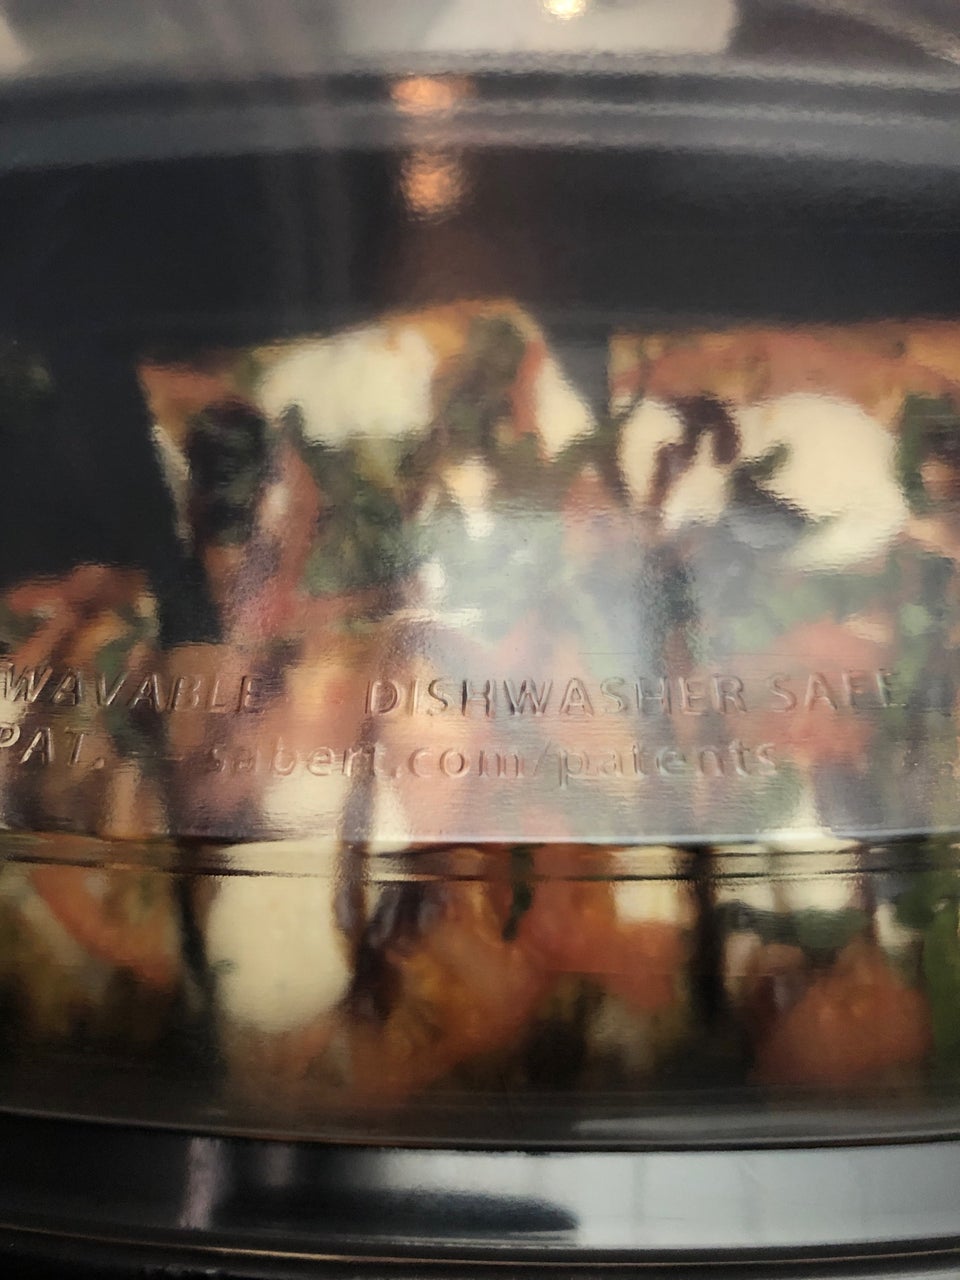 WAVABLE DISHWASHER SAFE
PAT. sabert.com/patents